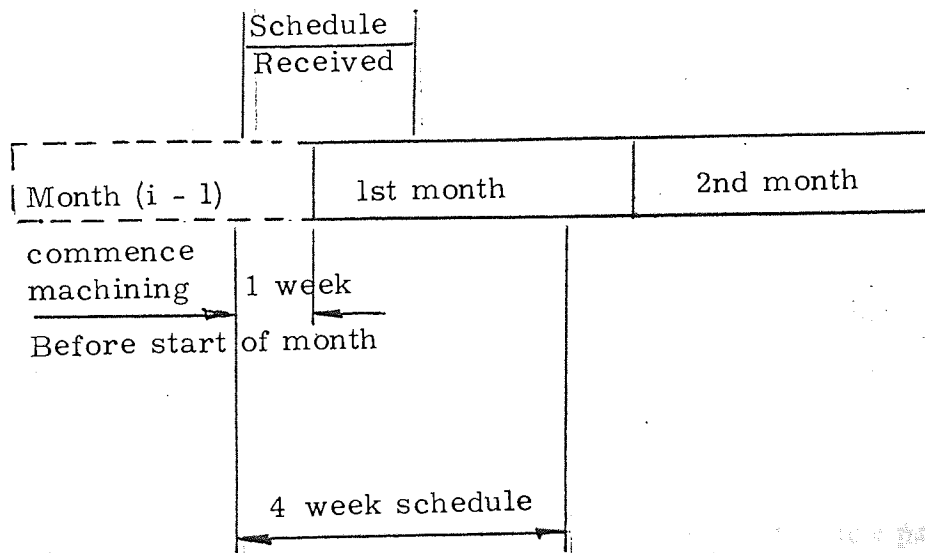 Schedule
Received
Month (i - 1)
1st month
2nd month
commence
machining
1 week
Before start of month
4 week schedule